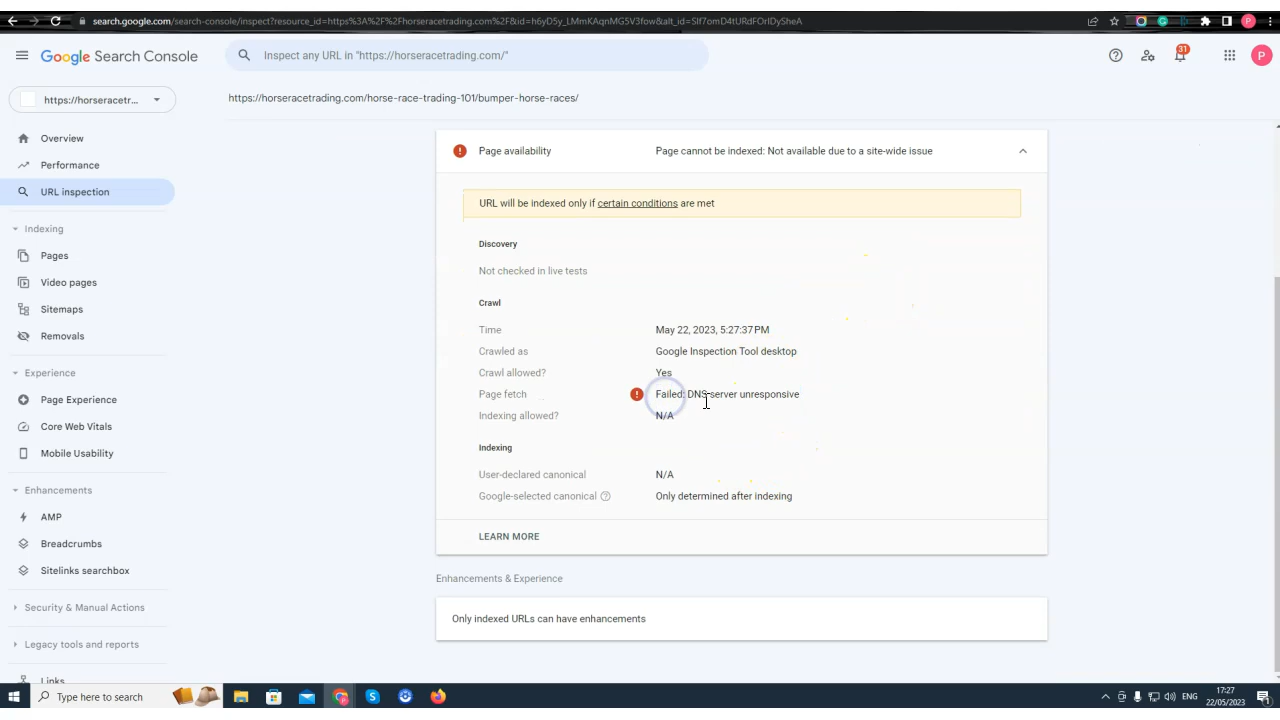 search.google.com/search-console/inspect?resource_id=https%3A%2F%2Fhorseracetrading.com%2F&id=h6yD5y_LMmKAqnMG5V3fow&alt_id=SIf7omD4tURdFOrIDySheA
Google Search Console
Inspect any URL in "https://horseracetrading.com/"
31
P
https://horseracetr...
https://horseracetrading.com/horse-race-trading-101/bumper-horse-races/
Overview
Performance
URL inspection
Indexing
Pages
Video pages
Sitemaps
Removals
Experience
Page Experience
Core Web Vitals
Mobile Usability
Enhancements
AMP
Breadcrumbs
Sitelinks searchbox
Security & Manual Actions
Legacy tools and reports
Links
Page availability
Page cannot be indexed: Not available due to a site-wide issue
URL will be indexed only if certain conditions are met
Discovery
Not checked in live tests
Crawl
Time May 22, 2023, 5:27:37 PM
Crawled as Google Inspection Tool desktop
Crawl allowed? Yes
Page fetch Failed: DNS server unresponsive
Indexing allowed? N/A
Indexing
User-declared canonical N/A
Google-selected canonical Only determined after indexing
LEARN MORE
Enhancements & Experience
Only indexed URLs can have enhancements
Type here to search
ENG
17:27
22/05/2023